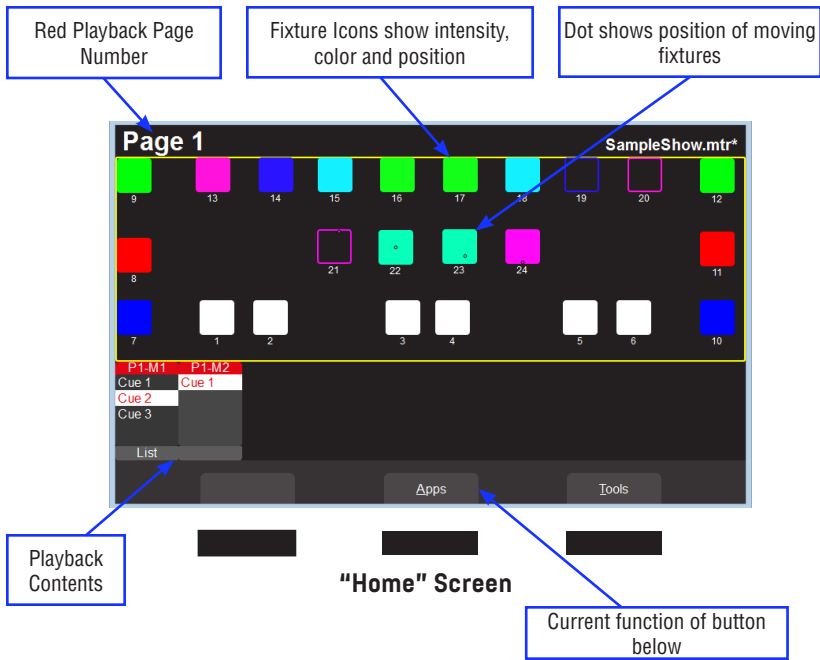 Red Playback Page
Number
Fixture Icons show intensity,
color and position
Dot shows position of moving
fixtures
Page 1
SampleShow.mtr*
9 13 14 15 16 17 18 19 20 12
8 21 22 23 24 11
7 1 2 3 4 5 6 10
P1-M1 P1-M2
Cue 1 Cue 1
Cue 2
Cue 3
List
Apps Tools
Playback
Contents
"Home" Screen
Current function of button
below